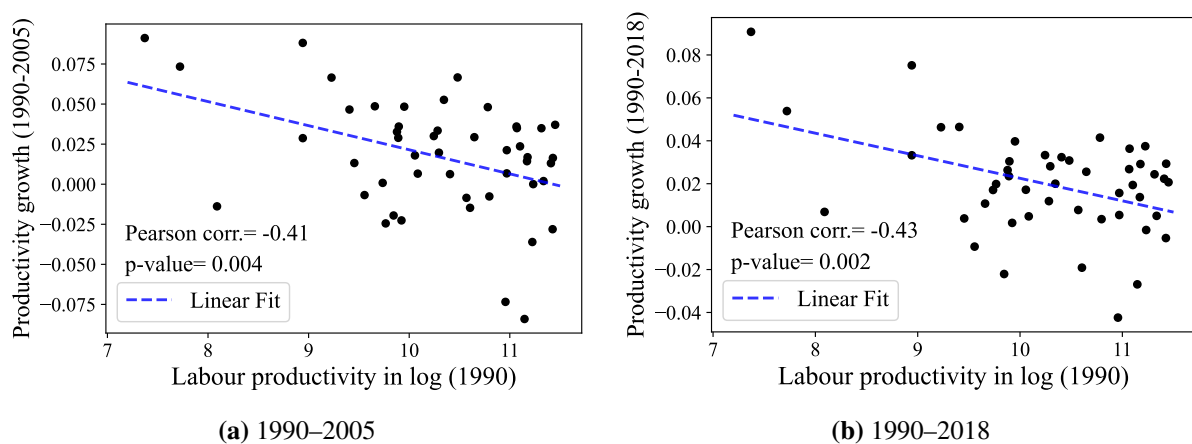 Productivity growth (1990-2005)
0.075
0.050
0.025
0.000
−0.025
−0.050
−0.075
Pearson corr.= -0.41
p-value= 0.004
Linear Fit
7 8 9 10 11
Labour productivity in log (1990)
(a) 1990–2005
Productivity growth (1990-2018)
0.08
0.06
0.04
0.02
0.00
−0.02
−0.04
Pearson corr.= -0.43
p-value= 0.002
Linear Fit
7 8 9 10 11
Labour productivity in log (1990)
(b) 1990–2018